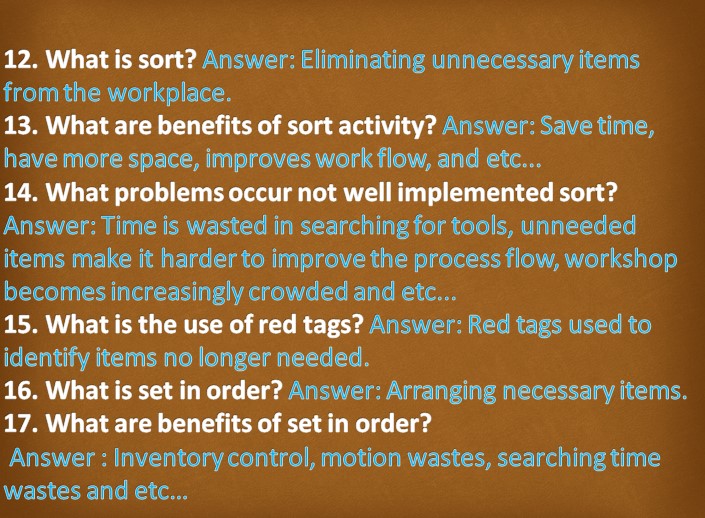 12. What is sort? Answer: Eliminating unnecessary items
from the workplace.
13. What are benefits of sort activity? Answer: Save time,
have more space, improves work flow, and etc...
14. What problems occur not well implemented sort?
Answer: Time is wasted in searching for tools, unneeded
items make it harder to improve the process flow, workshop
becomes increasingly crowded and etc...
15. What is the use of red tags? Answer: Red tags used to
identify items no longer needed.
16. What is set in order? Answer: Arranging necessary items.
17. What are benefits of set in order?
Answer : Inventory control, motion wastes, searching time
wastes and etc...